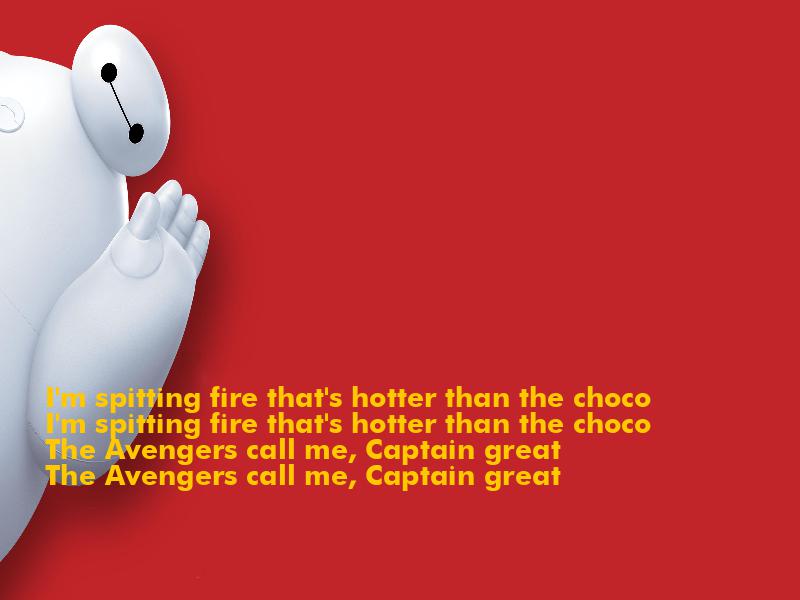 I'm spitting fire that's hotter than the choco
I'm spitting fire that's hotter than the choco
The Avengers call me, Captain great
The Avengers call me, Captain great